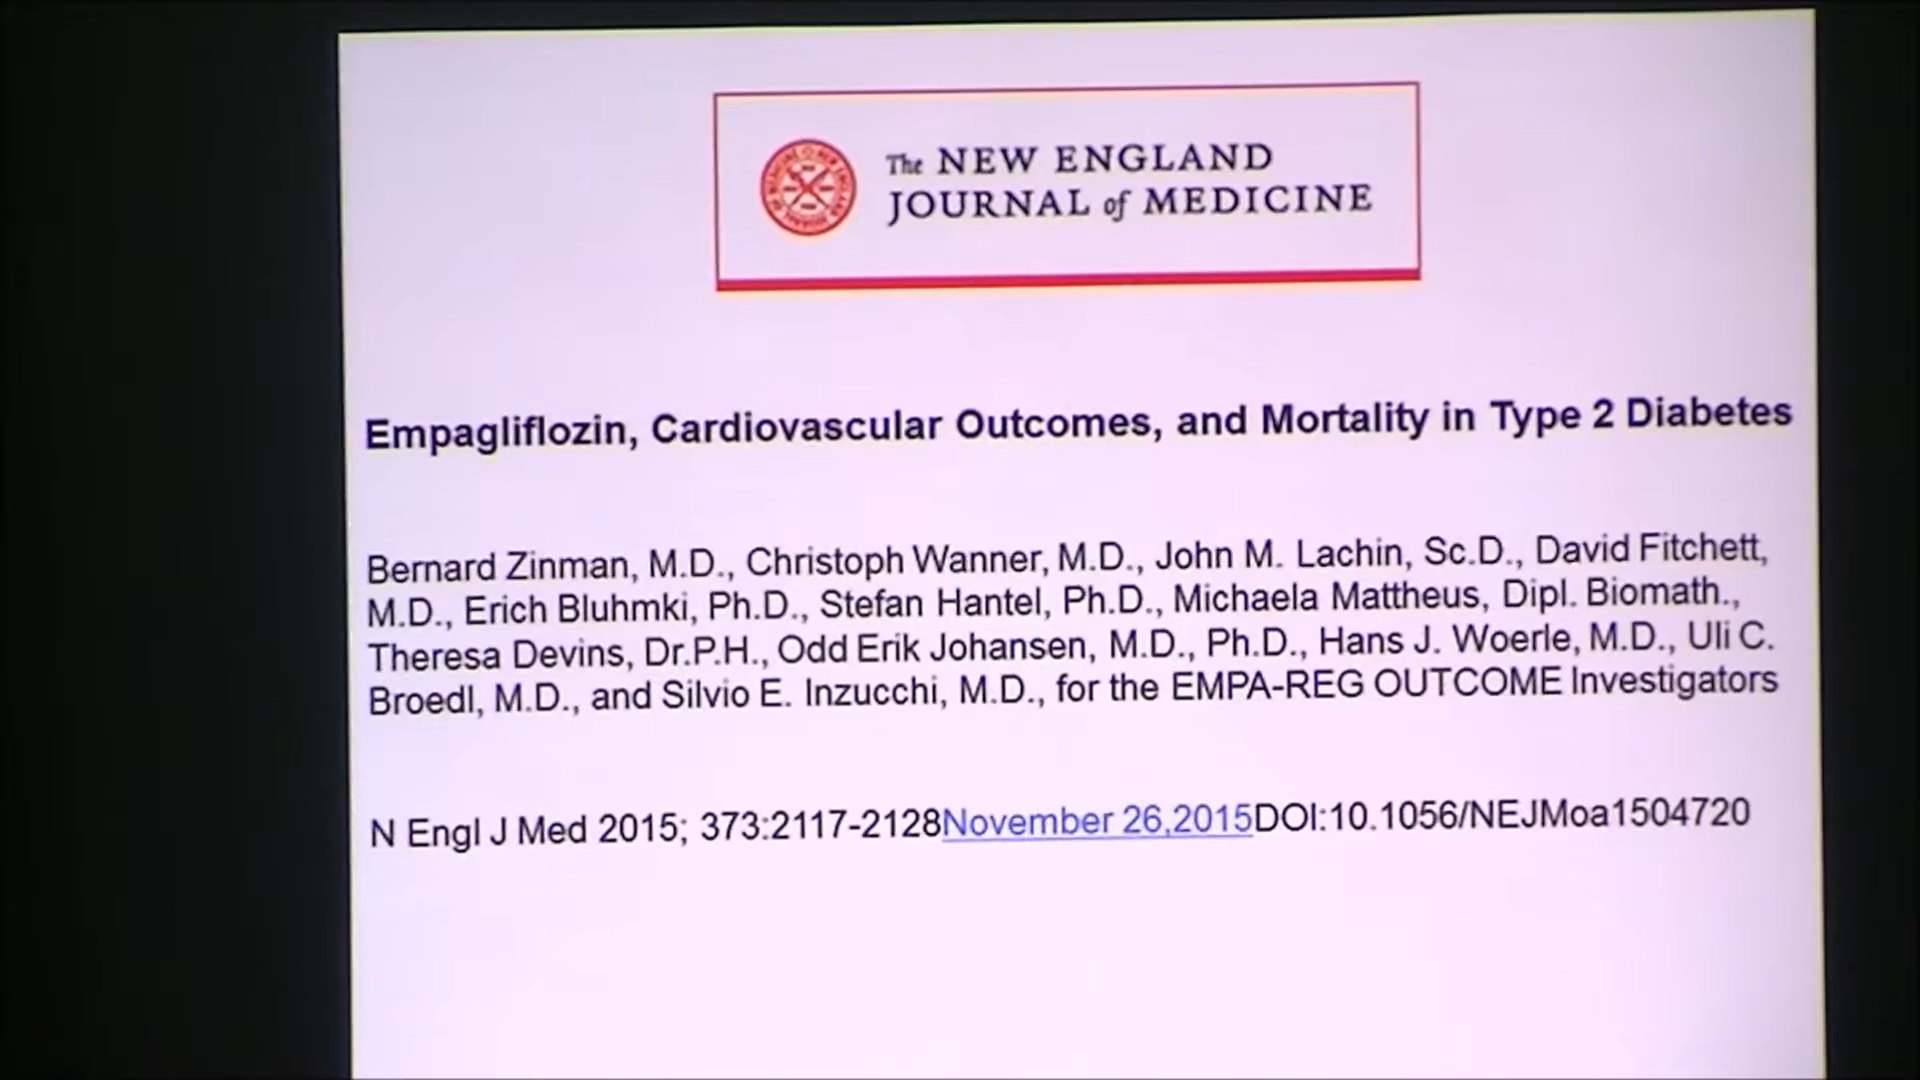 The NEW ENGLAND
JOURNAL of MEDICINE
Empagliflozin, Cardiovascular Outcomes, and Mortality in Type 2 Diabetes
Bernard Zinman, M.D., Christoph Wanner, M.D., John M. Lachin, Sc.D., David Fitchett,
M.D., Erich Bluhmki, Ph.D., Stefan Hantel, Ph.D., Michaela Mattheus, Dipl. Biomath.,
Theresa Devins, Dr.P.H., Odd Erik Johansen, M.D., Ph.D., Hans J. Woerle, M.D., Uli C.
Broedl, M.D., and Silvio E. Inzucchi, M.D., for the EMPA-REG OUTCOME Investigators
N Engl J Med 2015; 373:2117-2128November 26,2015DOI:10.1056/NEJMoa1504720